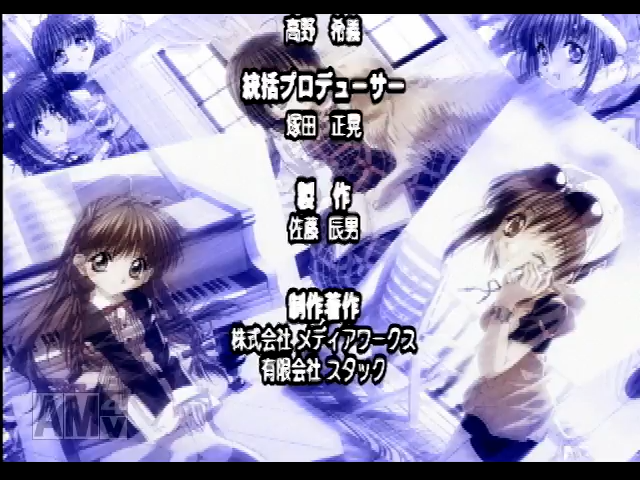 高野 希義
統括プロデューサー
塚田 正晃
製 作
佐藤 辰男
制作著作
株式会社 メディアワークス
有限会社 スタック
AM4V